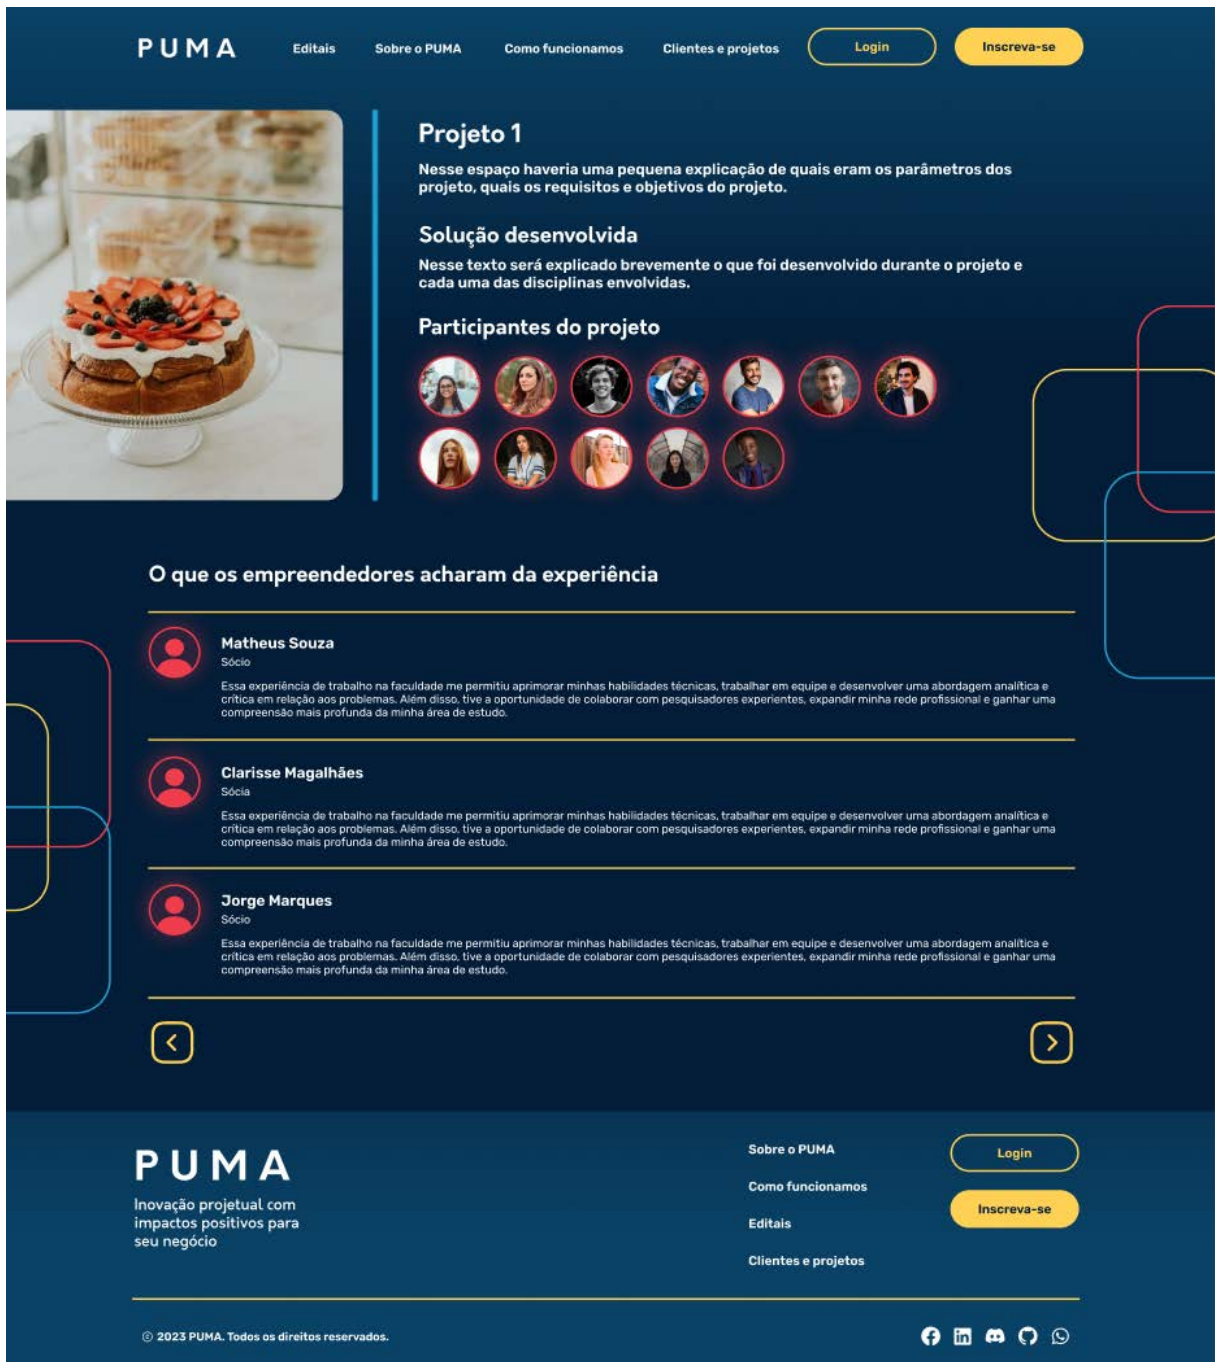 PUMA
Editais
Sobre o PUMA
Como funcionamos
Clientes e projetos
Login
Inscreva-se
Projeto 1
Nesse espaço haveria uma pequena explicação de quais eram os parâmetros dos
projeto, quais os requisitos e objetivos do projeto.
Solução desenvolvida
Nesse texto será explicado brevemente o que foi desenvolvido durante o projeto e
cada uma das disciplinas envolvidas.
Participantes do projeto
O que os empreendedores acharam da experiência
Matheus Souza
Sócio
Essa experiência de trabalho na faculdade me permitiu aprimorar minhas habilidades técnicas, trabalhar em equipe e desenvolver uma abordagem analítica e
crítica em relação aos problemas. Além disso, tive a oportunidade de colaborar com pesquisadores experientes, expandir minha rede profissional e ganhar uma
compreensão mais profunda da minha área de estudo.
Clarisse Magalhães
Sócia
Essa experiência de trabalho na faculdade me permitiu aprimorar minhas habilidades técnicas, trabalhar em equipe e desenvolver uma abordagem analítica e
crítica em relação aos problemas. Além disso, tive a oportunidade de colaborar com pesquisadores experientes, expandir minha rede profissional e ganhar uma
compreensão mais profunda da minha área de estudo.
Jorge Marques
Sócio
Essa experiência de trabalho na faculdade me permitiu aprimorar minhas habilidades técnicas, trabalhar em equipe e desenvolver uma abordagem analítica e
crítica em relação aos problemas. Além disso, tive a oportunidade de colaborar com pesquisadores experientes, expandir minha rede profissional e ganhar uma
compreensão mais profunda da minha área de estudo.
PUMA
Inovação projetual com
impactos positivos para
seu negócio
Sobre o PUMA
Como funcionamos
Editais
Clientes e projetos
Login
Inscreva-se
© 2023 PUMA. Todos os direitos reservados.